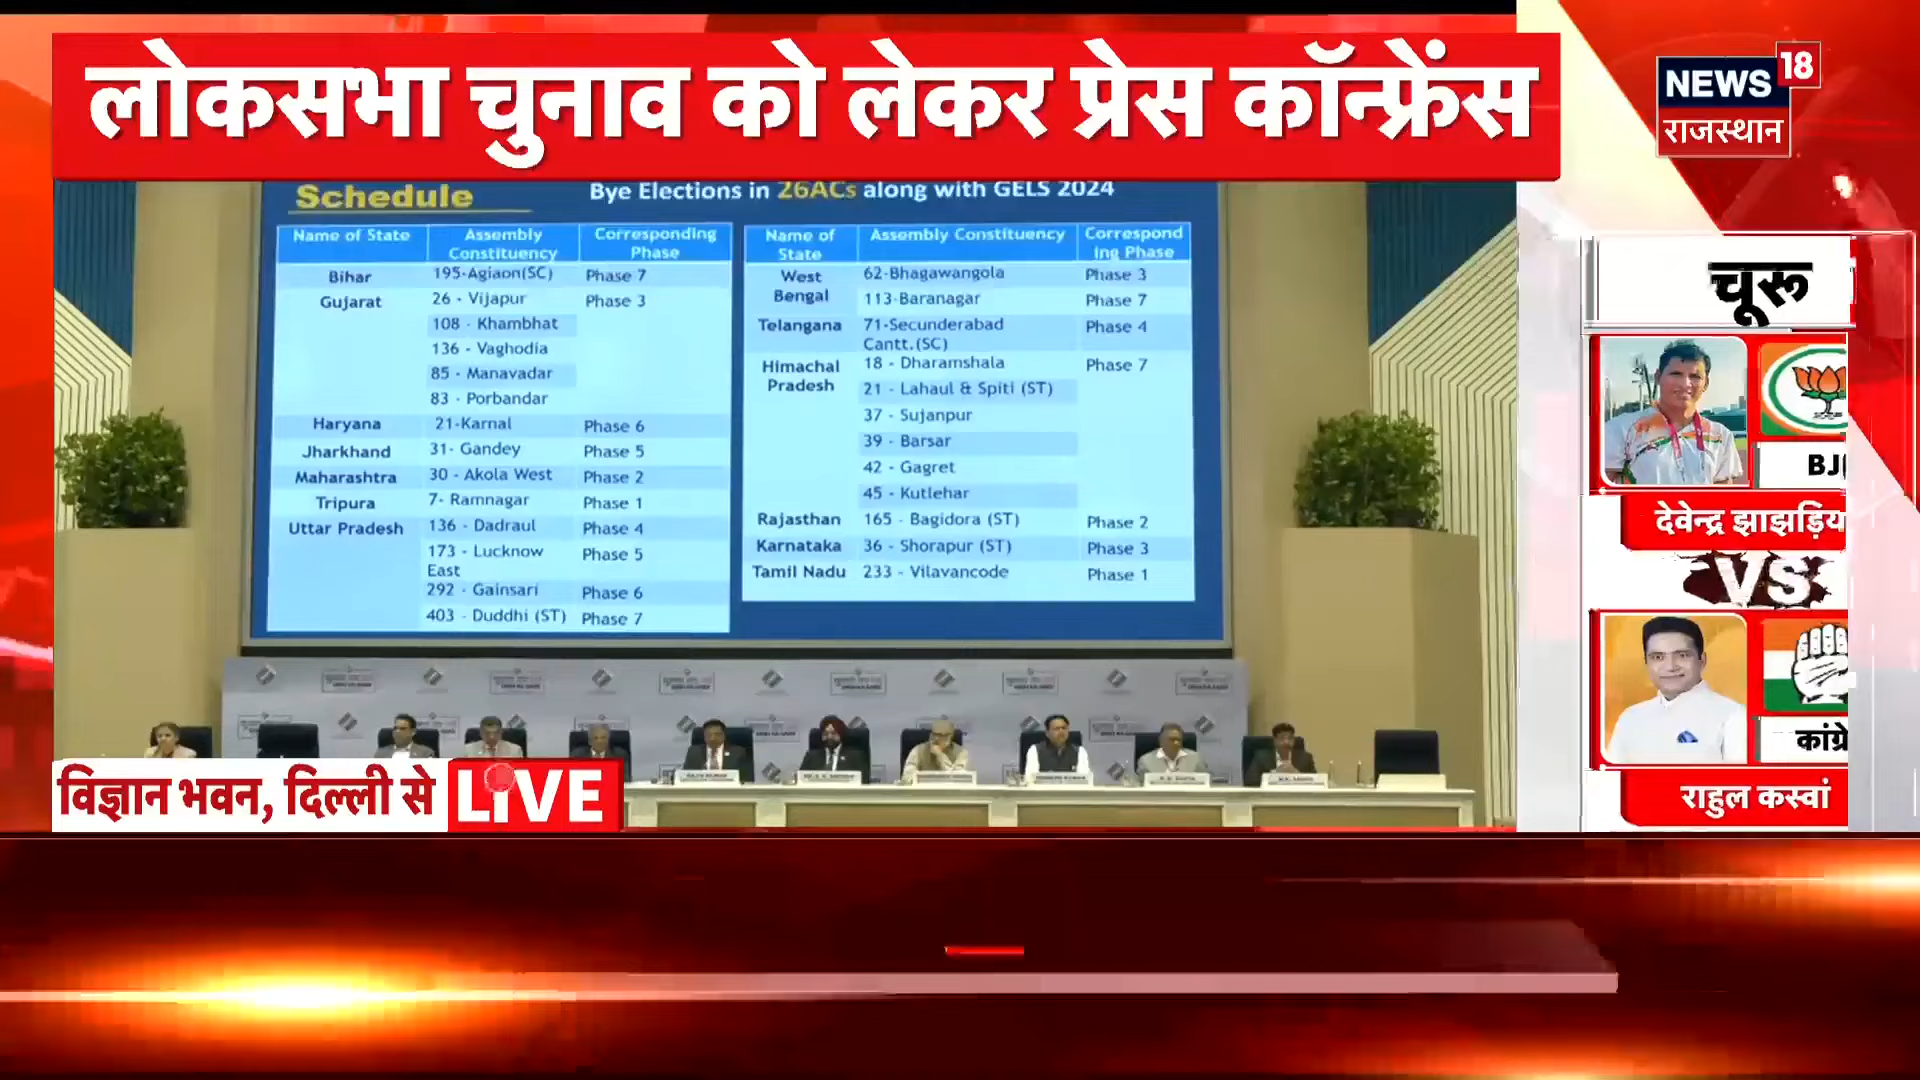 लोकसभा चुनाव को लेकर प्रेस कॉन्फ्रेंस
NEWS 18
राजस्थान
Schedule
Bye Elections in 26ACs along with GELS 2024
Name of State Assembly Constituency Corresponding Phase
Bihar 195-Agiaon(SC) Phase 7
Gujarat 26 - Vijapur Phase 3
108 - Khambhat
136 - Vaghodia
85 - Manavadar
83 - Porbandar
Haryana 21-Karnal Phase 6
Jharkhand 31- Gandey Phase 5
Maharashtra 30 - Akola West Phase 2
Tripura 7- Ramnagar Phase 1
Uttar Pradesh 136 - Dadraul Phase 4
173 - Lucknow East Phase 5
292 - Gainsari Phase 6
403 - Duddhi (ST) Phase 7
Name of State Assembly Constituency Correspond ing Phase
West Bengal 62-Bhagawangola Phase 3
113-Baranagar Phase 7
Telangana 71-Secunderabad Cantt.(SC) Phase 4
Himachal Pradesh 18 - Dharamshala Phase 7
21 - Lahaul & Spiti (ST)
37 - Sujanpur
39 - Barsar
42 - Gagret
45 - Kutlehar
Rajasthan 165 - Bagidora (ST) Phase 2
Karnataka 36 - Shorapur (ST) Phase 3
Tamil Nadu 233 - Vilavancode Phase 1
चूरू
देवेन्द्र झाझड़िय
VS
राहुल कस्वां
विज्ञान भवन, दिल्ली से LIVE